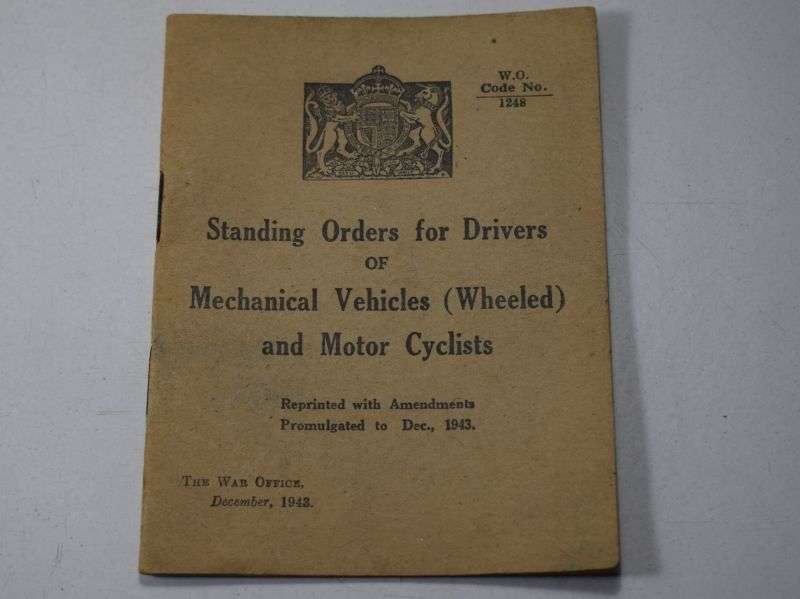 W.O.
Code No.
1248
Standing Orders for Drivers
OF
Mechanical Vehicles (Wheeled)
and Motor Cyclists
Reprinted with Amendments
Promulgated to Dec., 1943.
THE WAR OFFICE,
December, 1943.